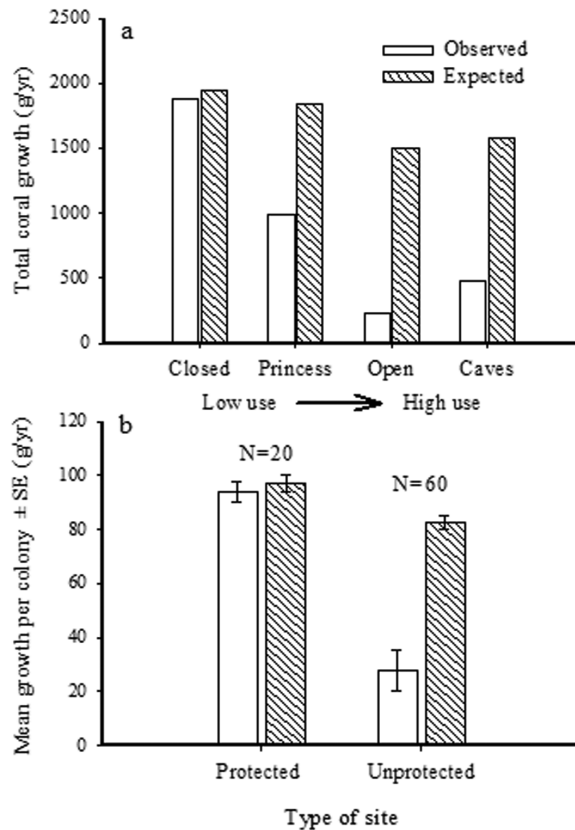 a
Observed
Expected
Total coral growth (g/yr)
2500
2000
1500
1000
500
0
Closed Princess Open Caves
Low use High use
b
Mean growth per colony ± SE (g/yr)
120
100
80
60
40
20
0
N=20
N=60
Protected Unprotected
Type of site